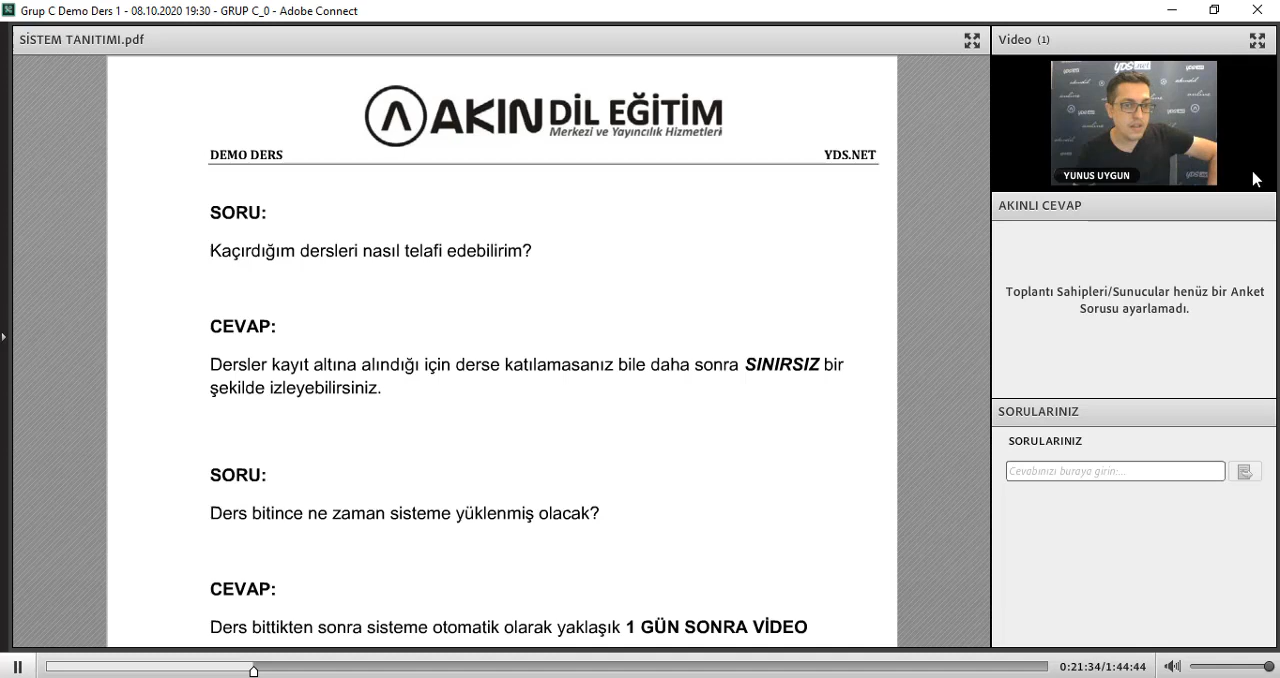 Grup C Demo Ders 1 - 08.10.2020 19:30 - GRUP C_0 - Adobe Connect
SİSTEM TANITIMI.pdf
AKIN DİL EĞİTİM
Merkezi ve Yayıncılık Hizmetleri
DEMO DERS YDS.NET
SORU:
Kaçırdığım dersleri nasıl telafi edebilirim?
CEVAP:
Dersler kayıt altına alındığı için derse katılamasanız bile daha sonra SINIRSIZ bir
şekilde izleyebilirsiniz.
SORU:
Ders bitince ne zaman sisteme yüklenmiş olacak?
CEVAP:
Ders bittikten sonra sisteme otomatik olarak yaklaşık 1 GÜN SONRA VİDEO
Video (1)
YDS.net
YUNUS UYGUN
AKINLI CEVAP
Toplantı Sahipleri/Sunucular henüz bir Anket
Sorusu ayarlamadı.
SORULARINIZ
SORULARINIZ
Cevabınızı buraya girin:...
0:21:34/1:44:44